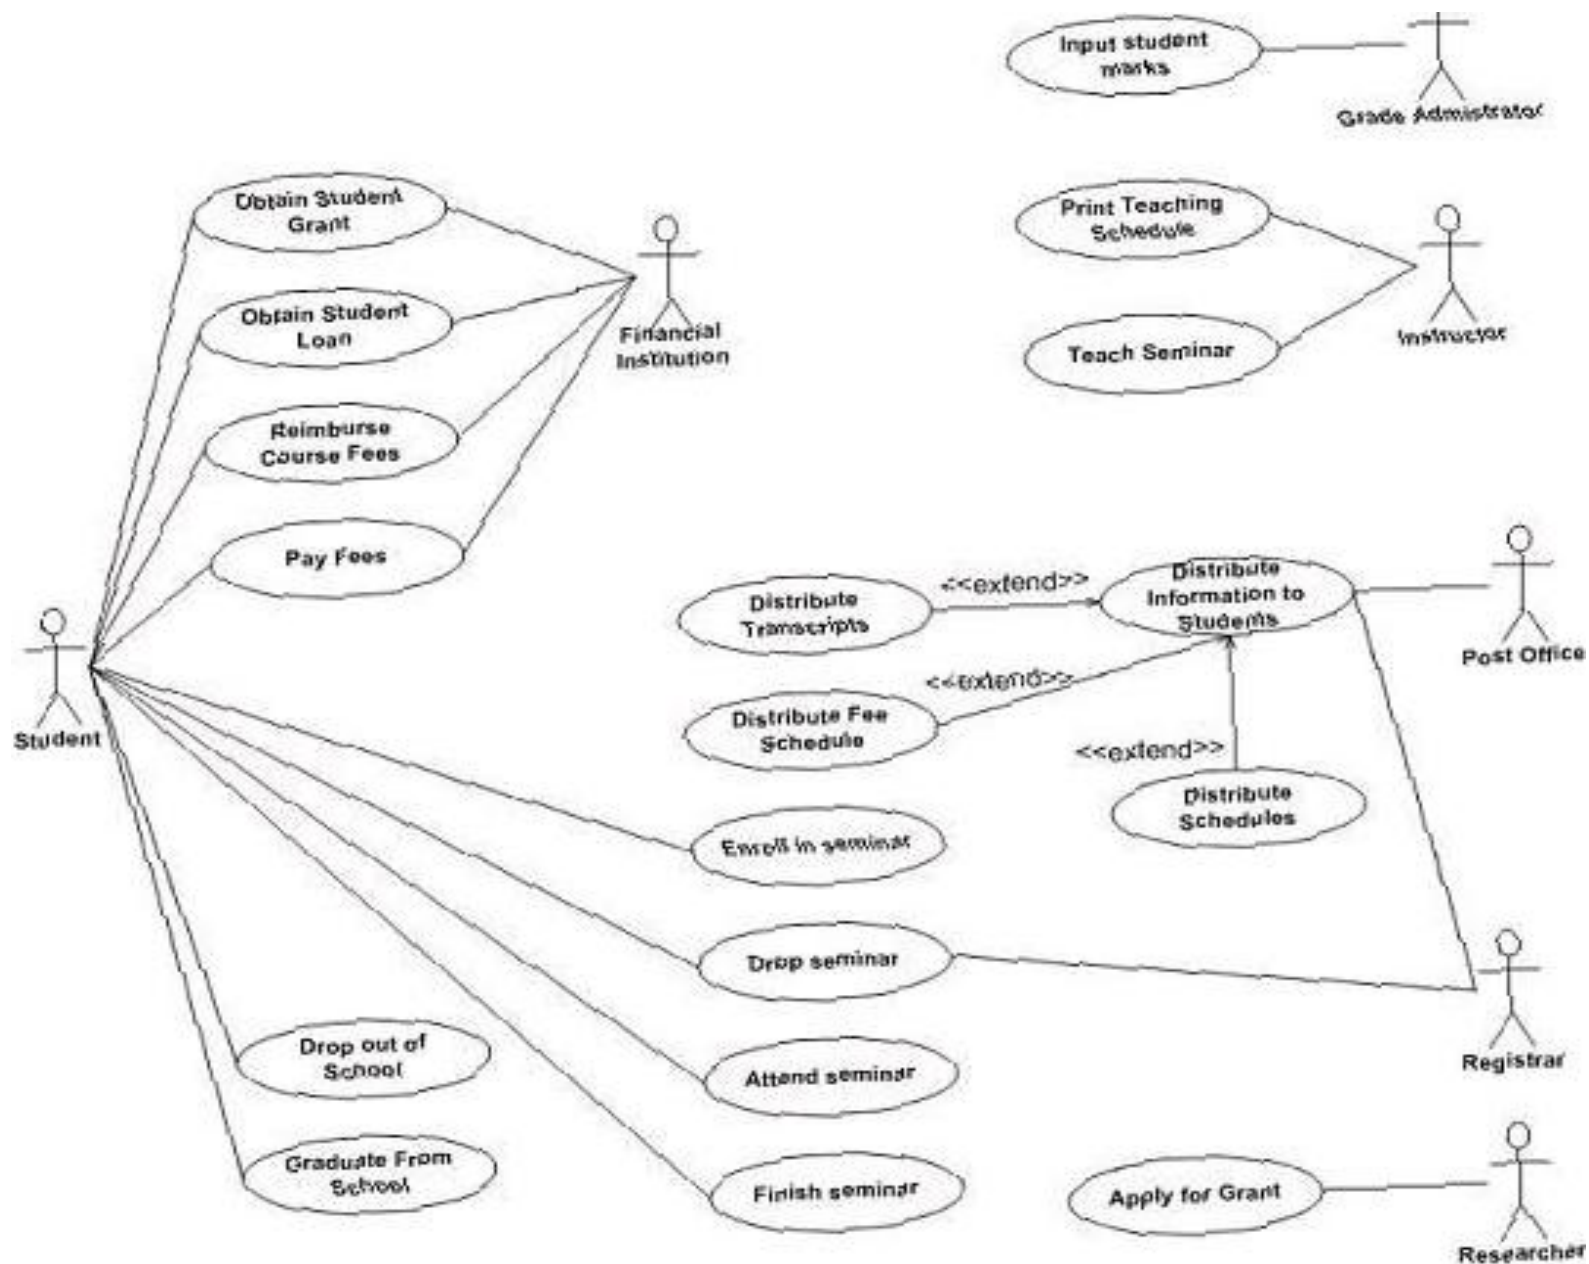 Input student
marks
Grade Admistrator
Obtain Student
Grant
Print Teaching
Schedule
Financial
Institution
Obtain Student
Loan
Instructor
Teach Seminar
Reimburse
Course Fees
Pay Fees
<<extend>>
Distribute
Information to
Students
Distribute
Transcripts
Post Office
<<extend>>
Student
Distribute Fee
Schedule
<<extend>>
Distribute
Schedules
Enroll in seminar
Drop seminar
Drop out of
School
Attend seminar
Registrar
Graduate From
School
Finish seminar
Apply for Grant
Researcher